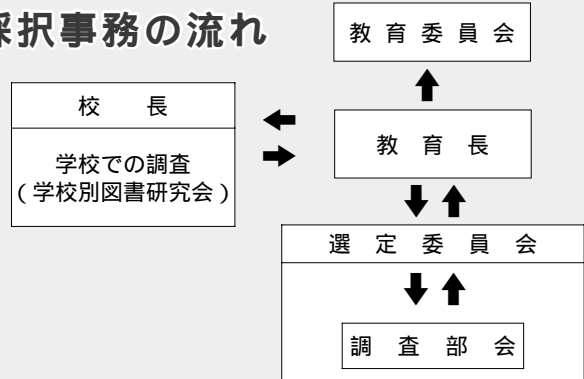 採択事務の流れ
教育委員会
校長
学校での調査
(学校別図書研究会)
教育長
選定委員会
調査部会